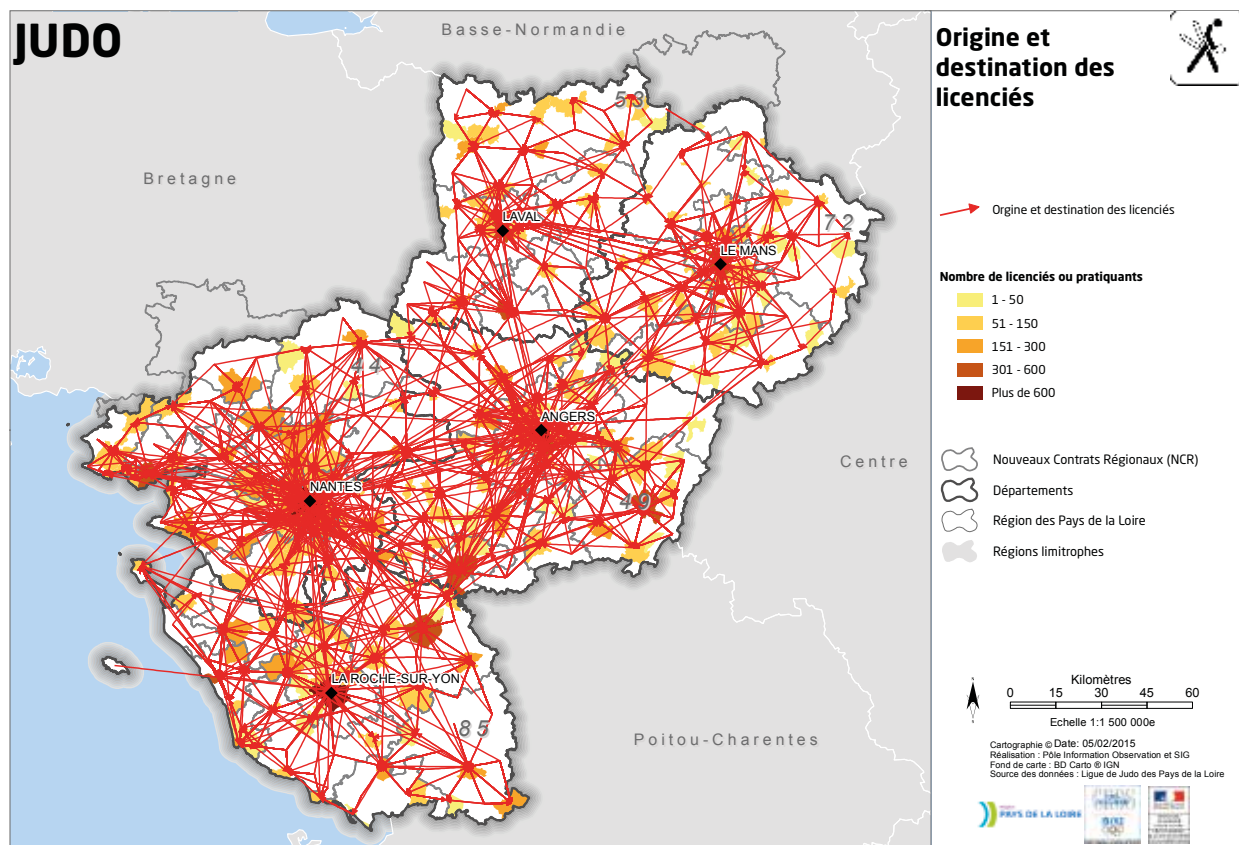 JUDO
Basse-Normandie
Bretagne
Centre
Poitou-Charentes
53
72
44
49
85
LAVAL
LE MANS
ANGERS
NANTES
LA ROCHE-SUR-YON
Origine et
destination des
licenciés
Orgine et destination des licenciés
Nombre de licenciés ou pratiquants
1 - 50
51 - 150
151 - 300
301 - 600
Plus de 600
Nouveaux Contrats Régionaux (NCR)
Départements
Région des Pays de la Loire
Régions limitrophes
Kilomètres
0 15 30 45 60
Echelle 1:1 500 000e
Cartographie © Date: 05/02/2015
Réalisation : Pôle Information Observation et SIG
Fond de carte : BD Carto ® IGN
Source des données : Ligue de Judo des Pays de la Loire
PAYS DE LA LOIRE